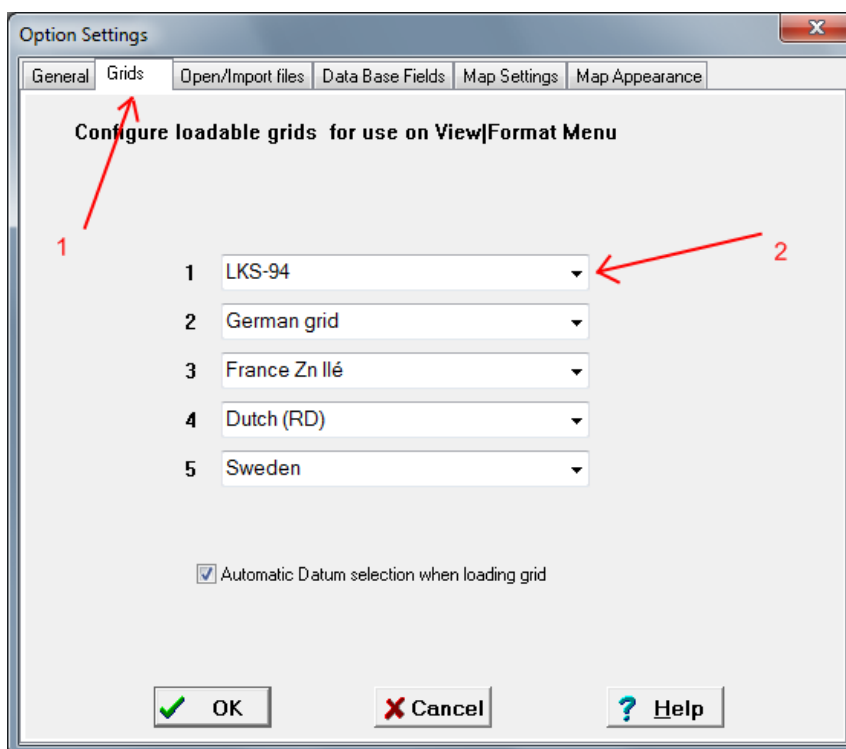 Option Settings
General Grids Open/Import files Data Base Fields Map Settings Map Appearance
Configure loadable grids for use on View|Format Menu
1
2
1 LKS-94
2 German grid
3 France Zn IIé
4 Dutch (RD)
5 Sweden
Automatic Datum selection when loading grid
OK Cancel ? Help